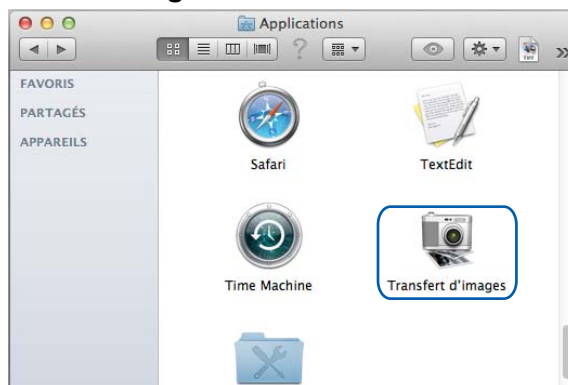 Applications
FAVORIS
PARTAGÉS
APPAREILS
Safari
TextEdit
Time Machine
Transfert d'images